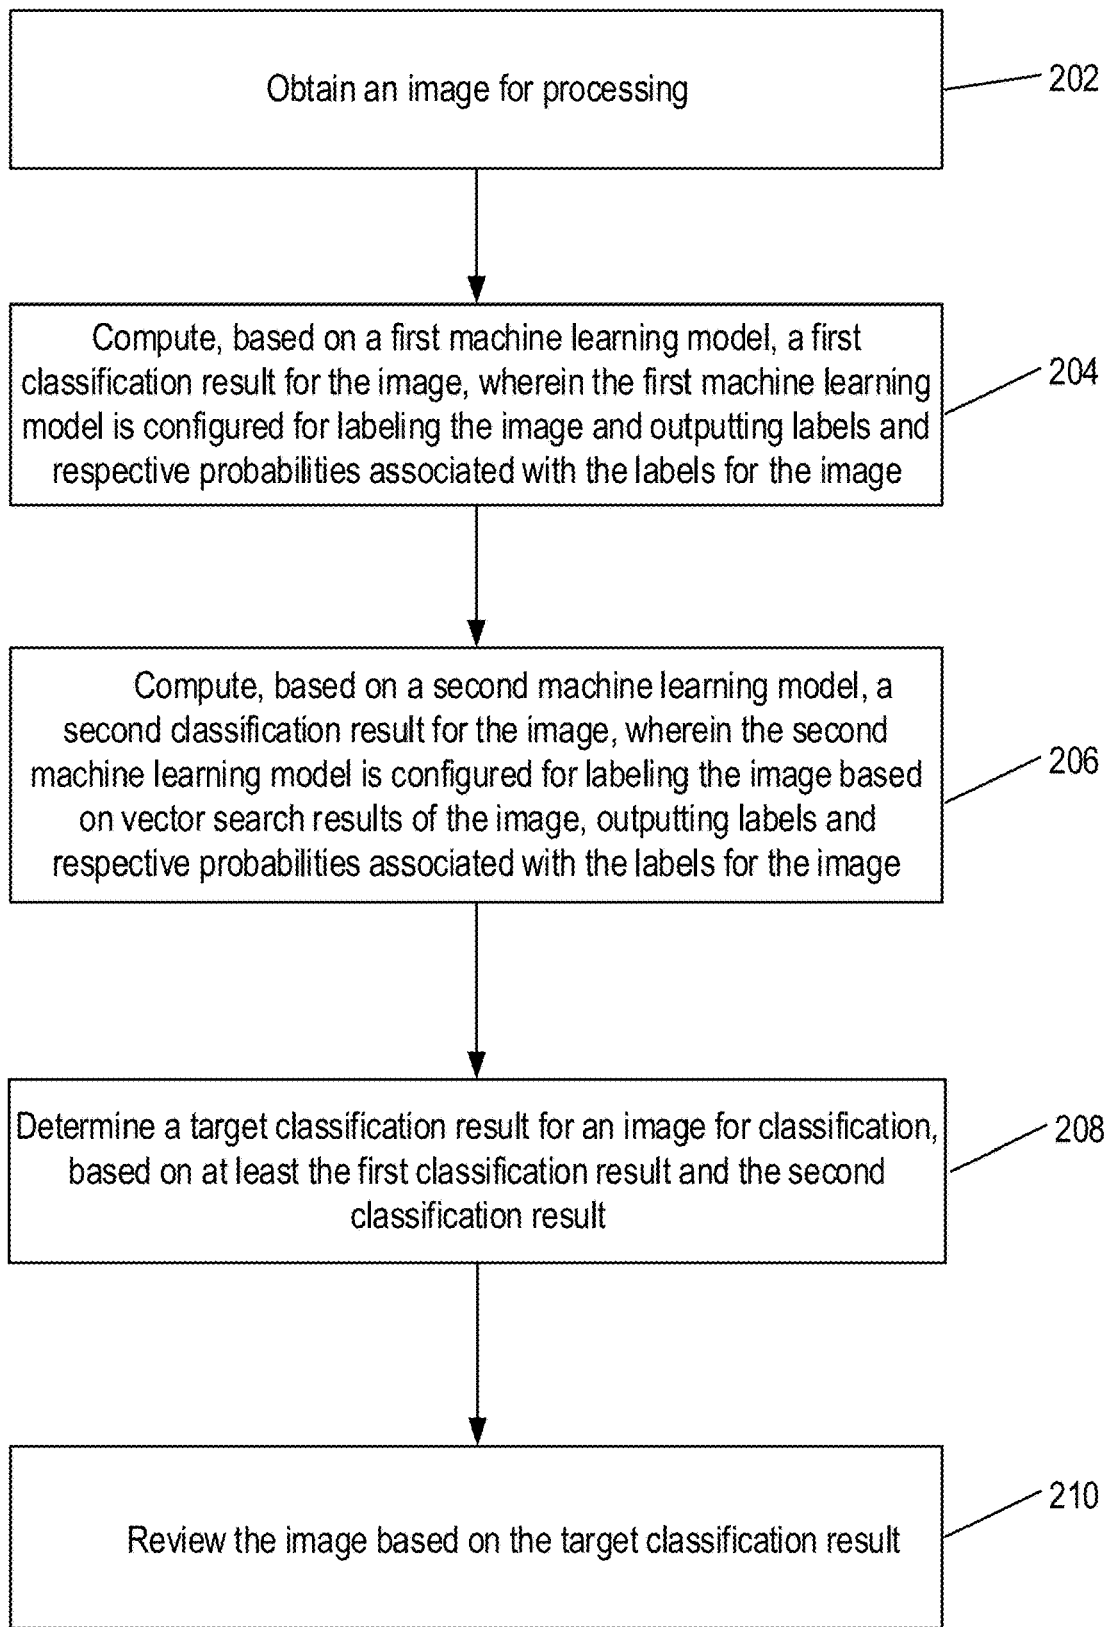 Obtain an image for processing
202
Compute, based on a first machine learning model, a first
classification result for the image, wherein the first machine learning
model is configured for labeling the image and outputting labels and
respective probabilities associated with the labels for the image
204
Compute, based on a second machine learning model, a
second classification result for the image, wherein the second
machine learning model is configured for labeling the image based
on vector search results of the image, outputting labels and
respective probabilities associated with the labels for the image
206
Determine a target classification result for an image for classification,
based on at least the first classification result and the second
classification result
208
Review the image based on the target classification result
210